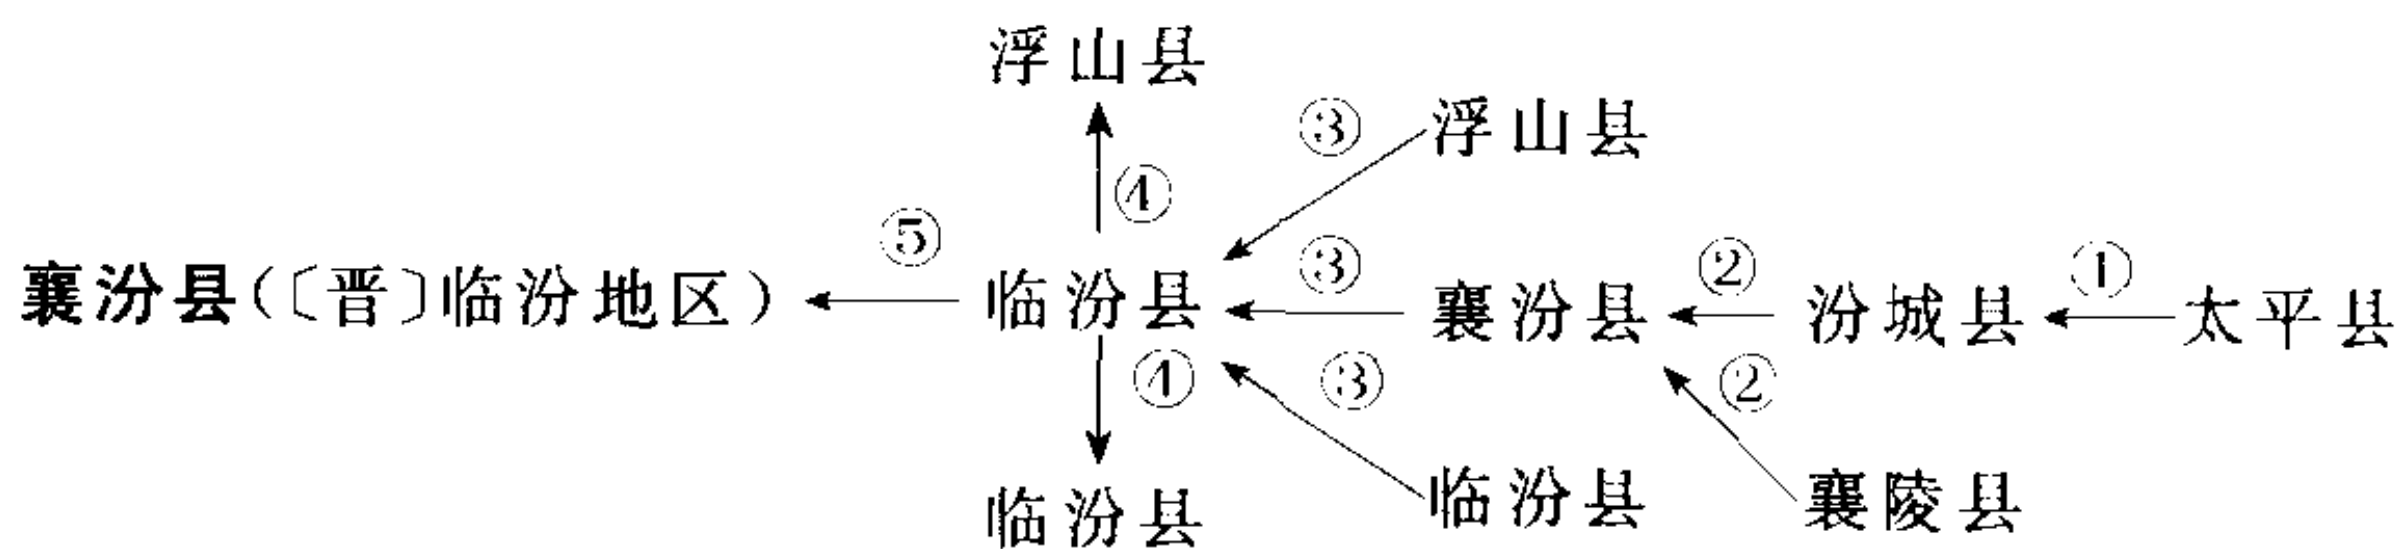 浮山县
③ 浮山县
④
⑤ ③ ② ①
襄汾县(〔晋〕临汾地区) 临汾县 襄汾县 汾城县 太平县
④ ③ ②
临汾县 临汾县 襄陵县